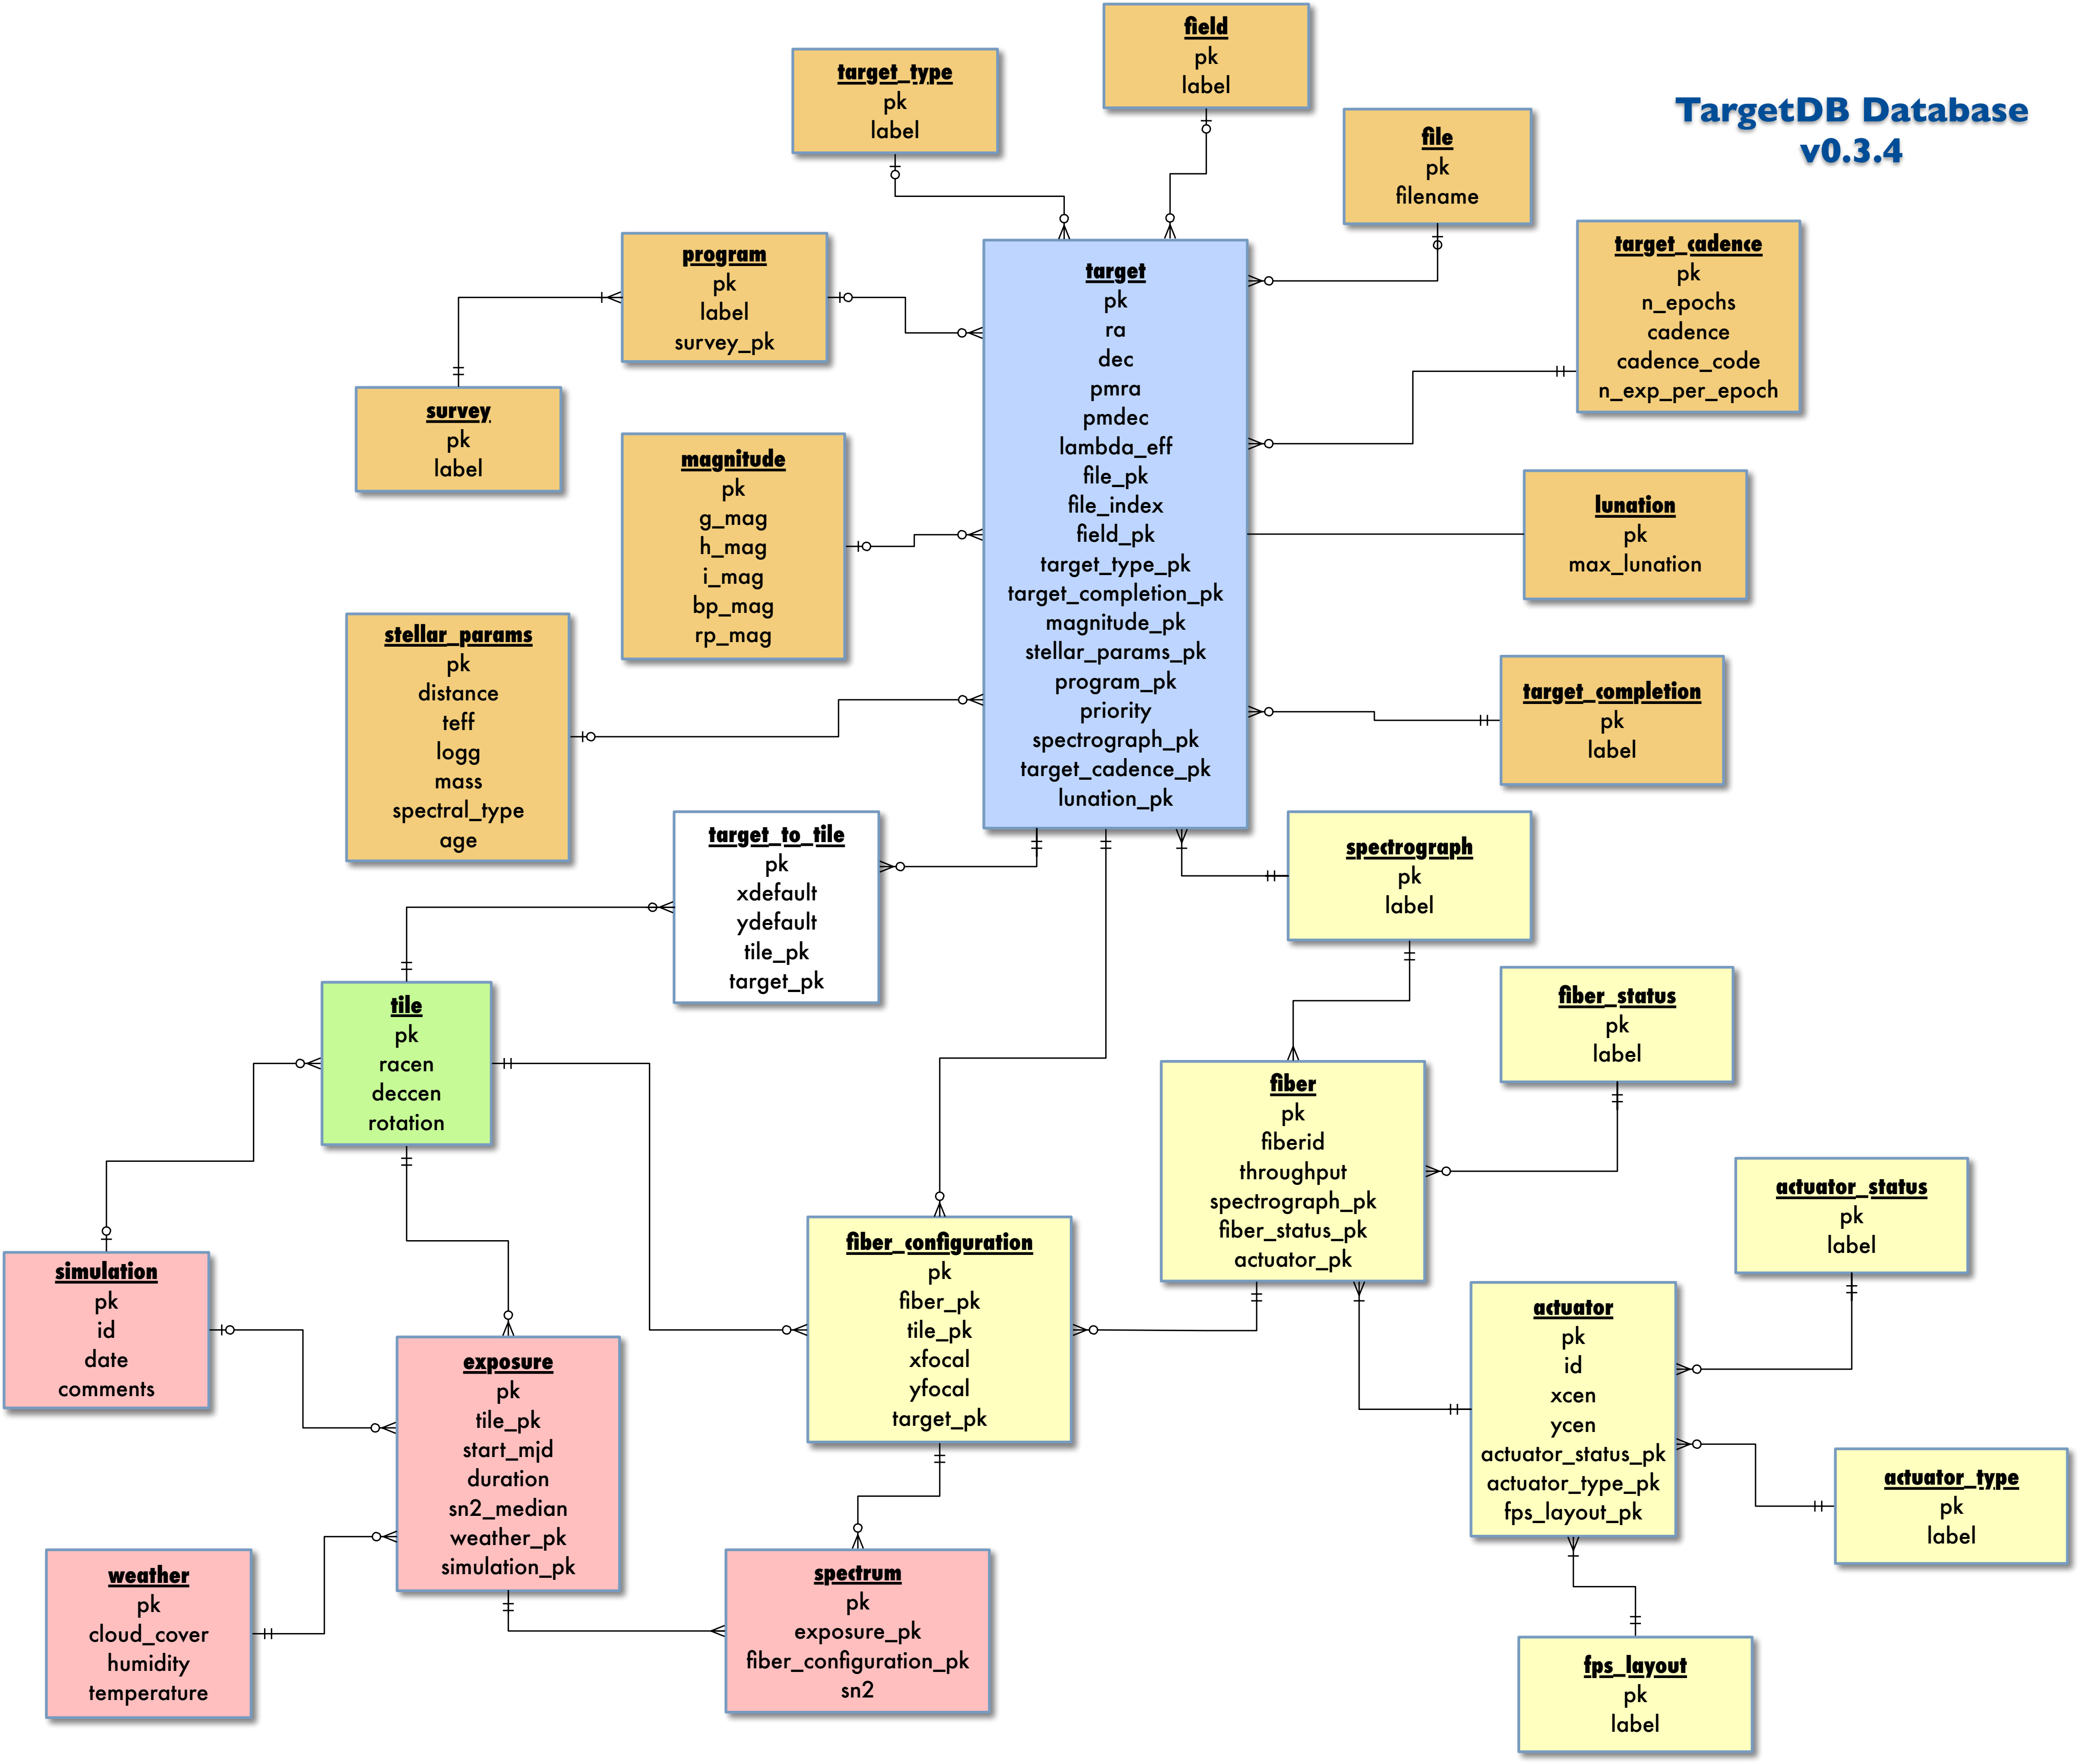 field
pk
label
target_type
pk
label
TargetDB Database
v0.3.4
file
pk
filename
target_cadence
pk
n_epochs
cadence
cadence_code
n_exp_per_epoch
program
pk
label
survey_pk
target
pk
ra
dec
pmra
pmdec
lambda_eff
file_pk
file_index
field_pk
target_type_pk
target_completion_pk
magnitude_pk
stellar_params_pk
program_pk
priority
spectrograph_pk
target_cadence_pk
lunation_pk
survey
pk
label
magnitude
pk
g_mag
h_mag
i_mag
bp_mag
rp_mag
lunation
pk
max_lunation
stellar_params
pk
distance
teff
logg
mass
spectral_type
age
target_completion
pk
label
target_to_tile
pk
xdefault
ydefault
tile_pk
target_pk
spectrograph
pk
label
tile
pk
racen
deccen
rotation
fiber_status
pk
label
fiber
pk
fiberid
throughput
spectrograph_pk
fiber_status_pk
actuator_pk
actuator_status
pk
label
simulation
pk
id
date
comments
fiber_configuration
pk
fiber_pk
tile_pk
xfocal
yfocal
target_pk
actuator
pk
id
xcen
ycen
actuator_status_pk
actuator_type_pk
fps_layout_pk
exposure
pk
tile_pk
start_mjd
duration
sn2_median
weather_pk
simulation_pk
actuator_type
pk
label
weather
pk
cloud_cover
humidity
temperature
spectrum
pk
exposure_pk
fiber_configuration_pk
sn2
fps_layout
pk
label